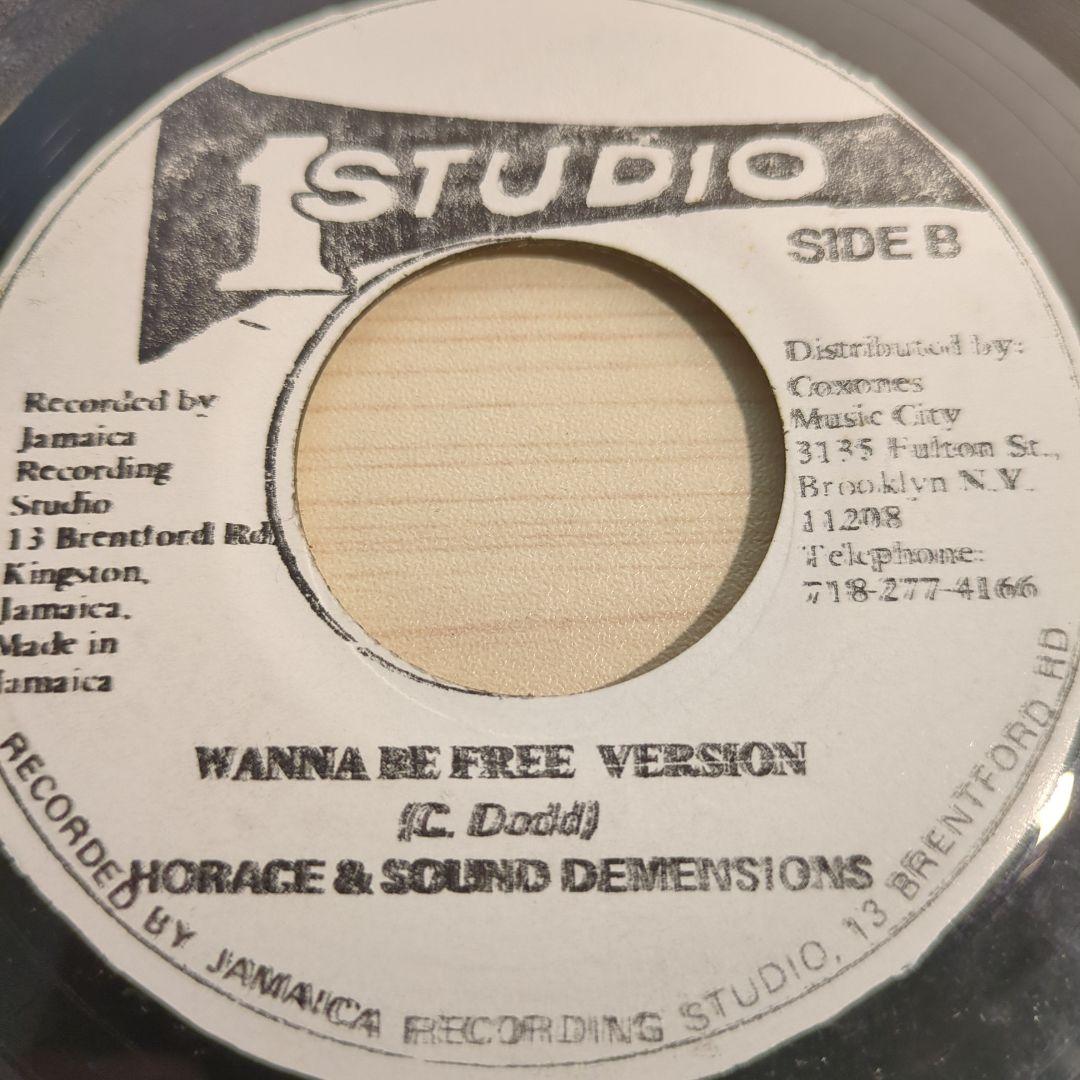 1 STUDIO
SIDE B
Recorded by
Jamaica
Recording
Studio
13 Brentford Rd
Kingston,
Jamaica.
Made in
Jamaica
Distributed by:
Coxones
Music City
3135 Fulton St.,
Brooklyn N.Y.
11208
Telephone:
718-277-4166
WANNA BE FREE VERSION
(C. Dodd)
HORACE & SOUND DEMENSIONS
RECORDED BY JAMAICA RECORDING STUDIO, 13 BRENTFORD RD